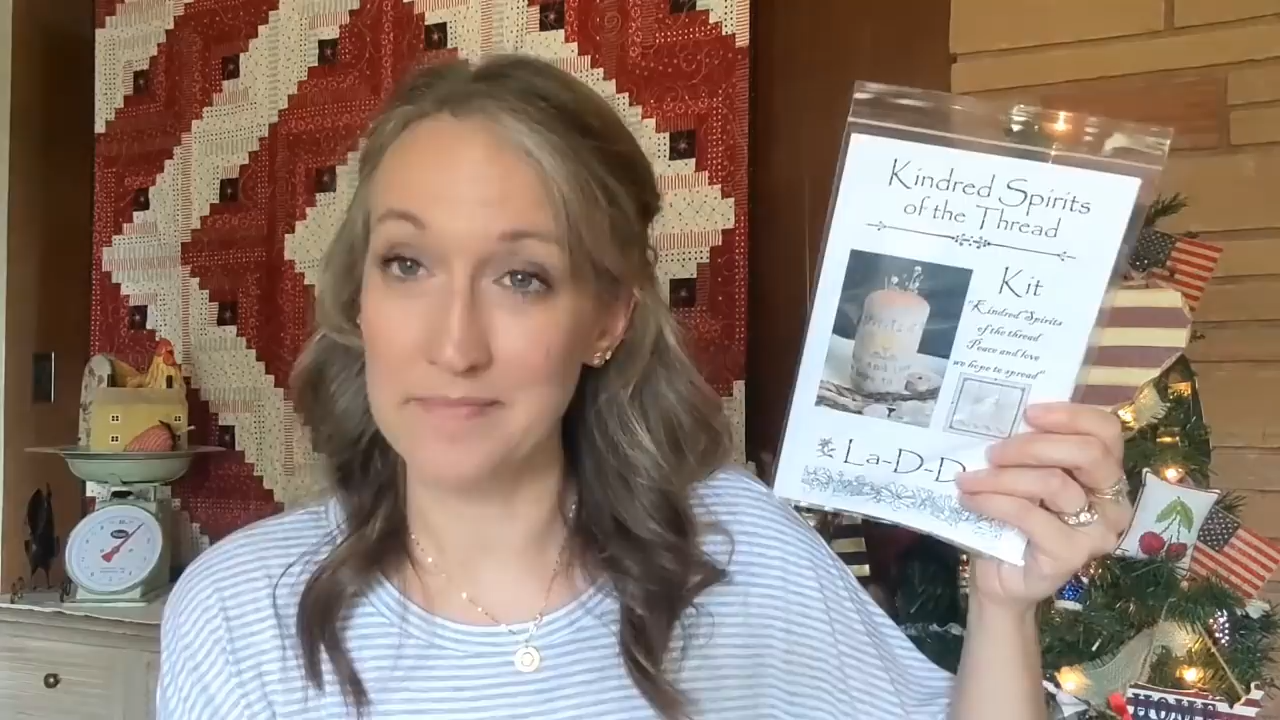 Kindred Spirits
of the Thread
Kit
"Kindred Spirits
of the thread
Peace and love
we hope to spread"
La-D-D
HOME